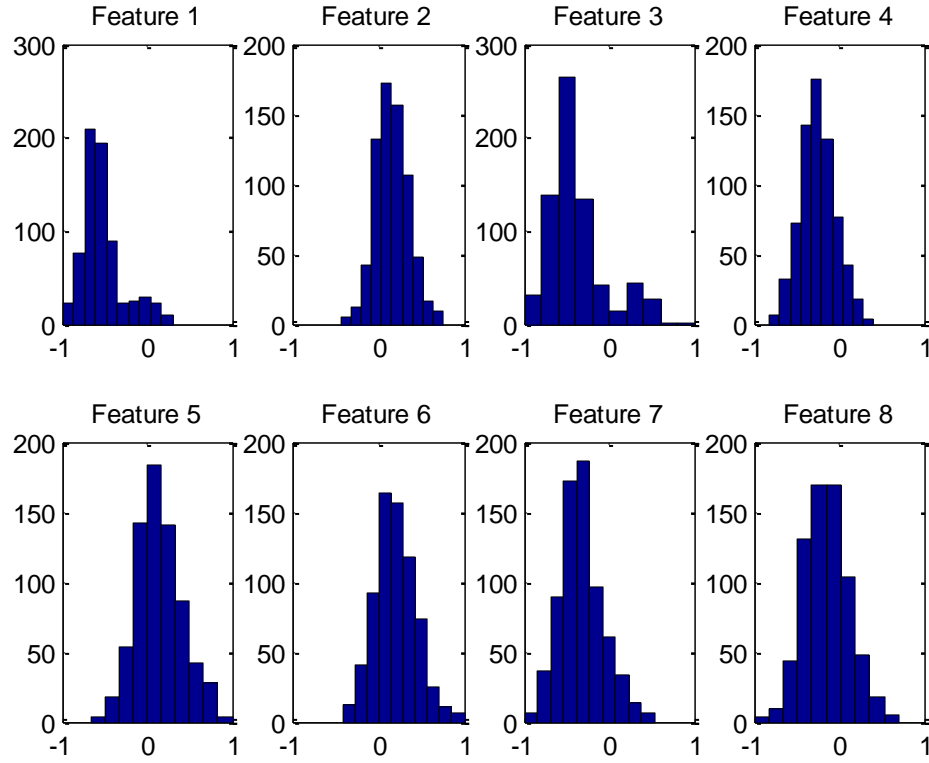 Feature 1 Feature 2 Feature 3 Feature 4
300 200 300 200
150 150
200 200
100 100
100 100
50 50
0 0 0 0
-1 0 1 -1 0 1 -1 0 1 -1 0 1
Feature 5 Feature 6 Feature 7 Feature 8
200 200 200 200
150 150 150 150
100 100 100 100
50 50 50 50
0 0 0 0
-1 0 1 -1 0 1 -1 0 1 -1 0 1